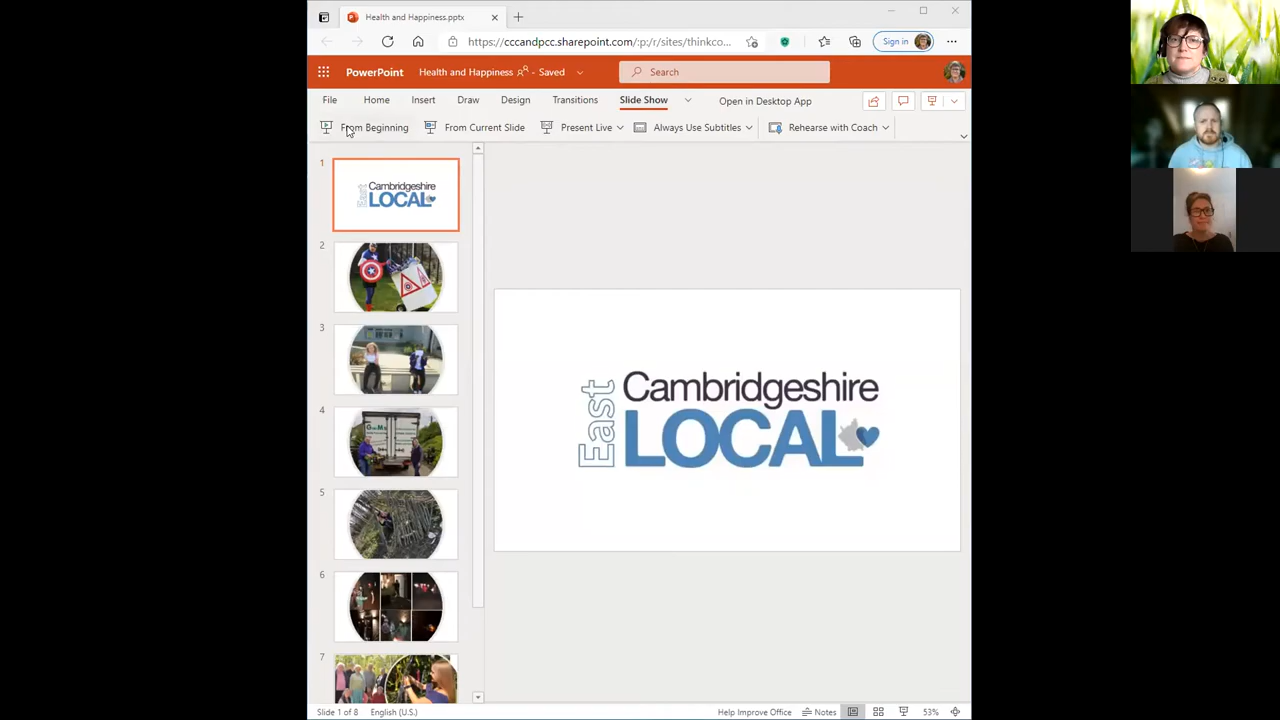 Health and Happiness.pptx
https://cccandpcc.sharepoint.com/:p:/r/sites/thinkco...
Sign in
PowerPoint
Health and Happiness - Saved
Search
File
Home
Insert
Draw
Design
Transitions
Slide Show
Open in Desktop App
From Beginning
From Current Slide
Present Live
Always Use Subtitles
Rehearse with Coach
1
East
Cambridgeshire
LOCAL
2
3
4
5
6
7
East
Cambridgeshire
LOCAL
Slide 1 of 8
English (U.S.)
Help Improve Office
Notes
53%